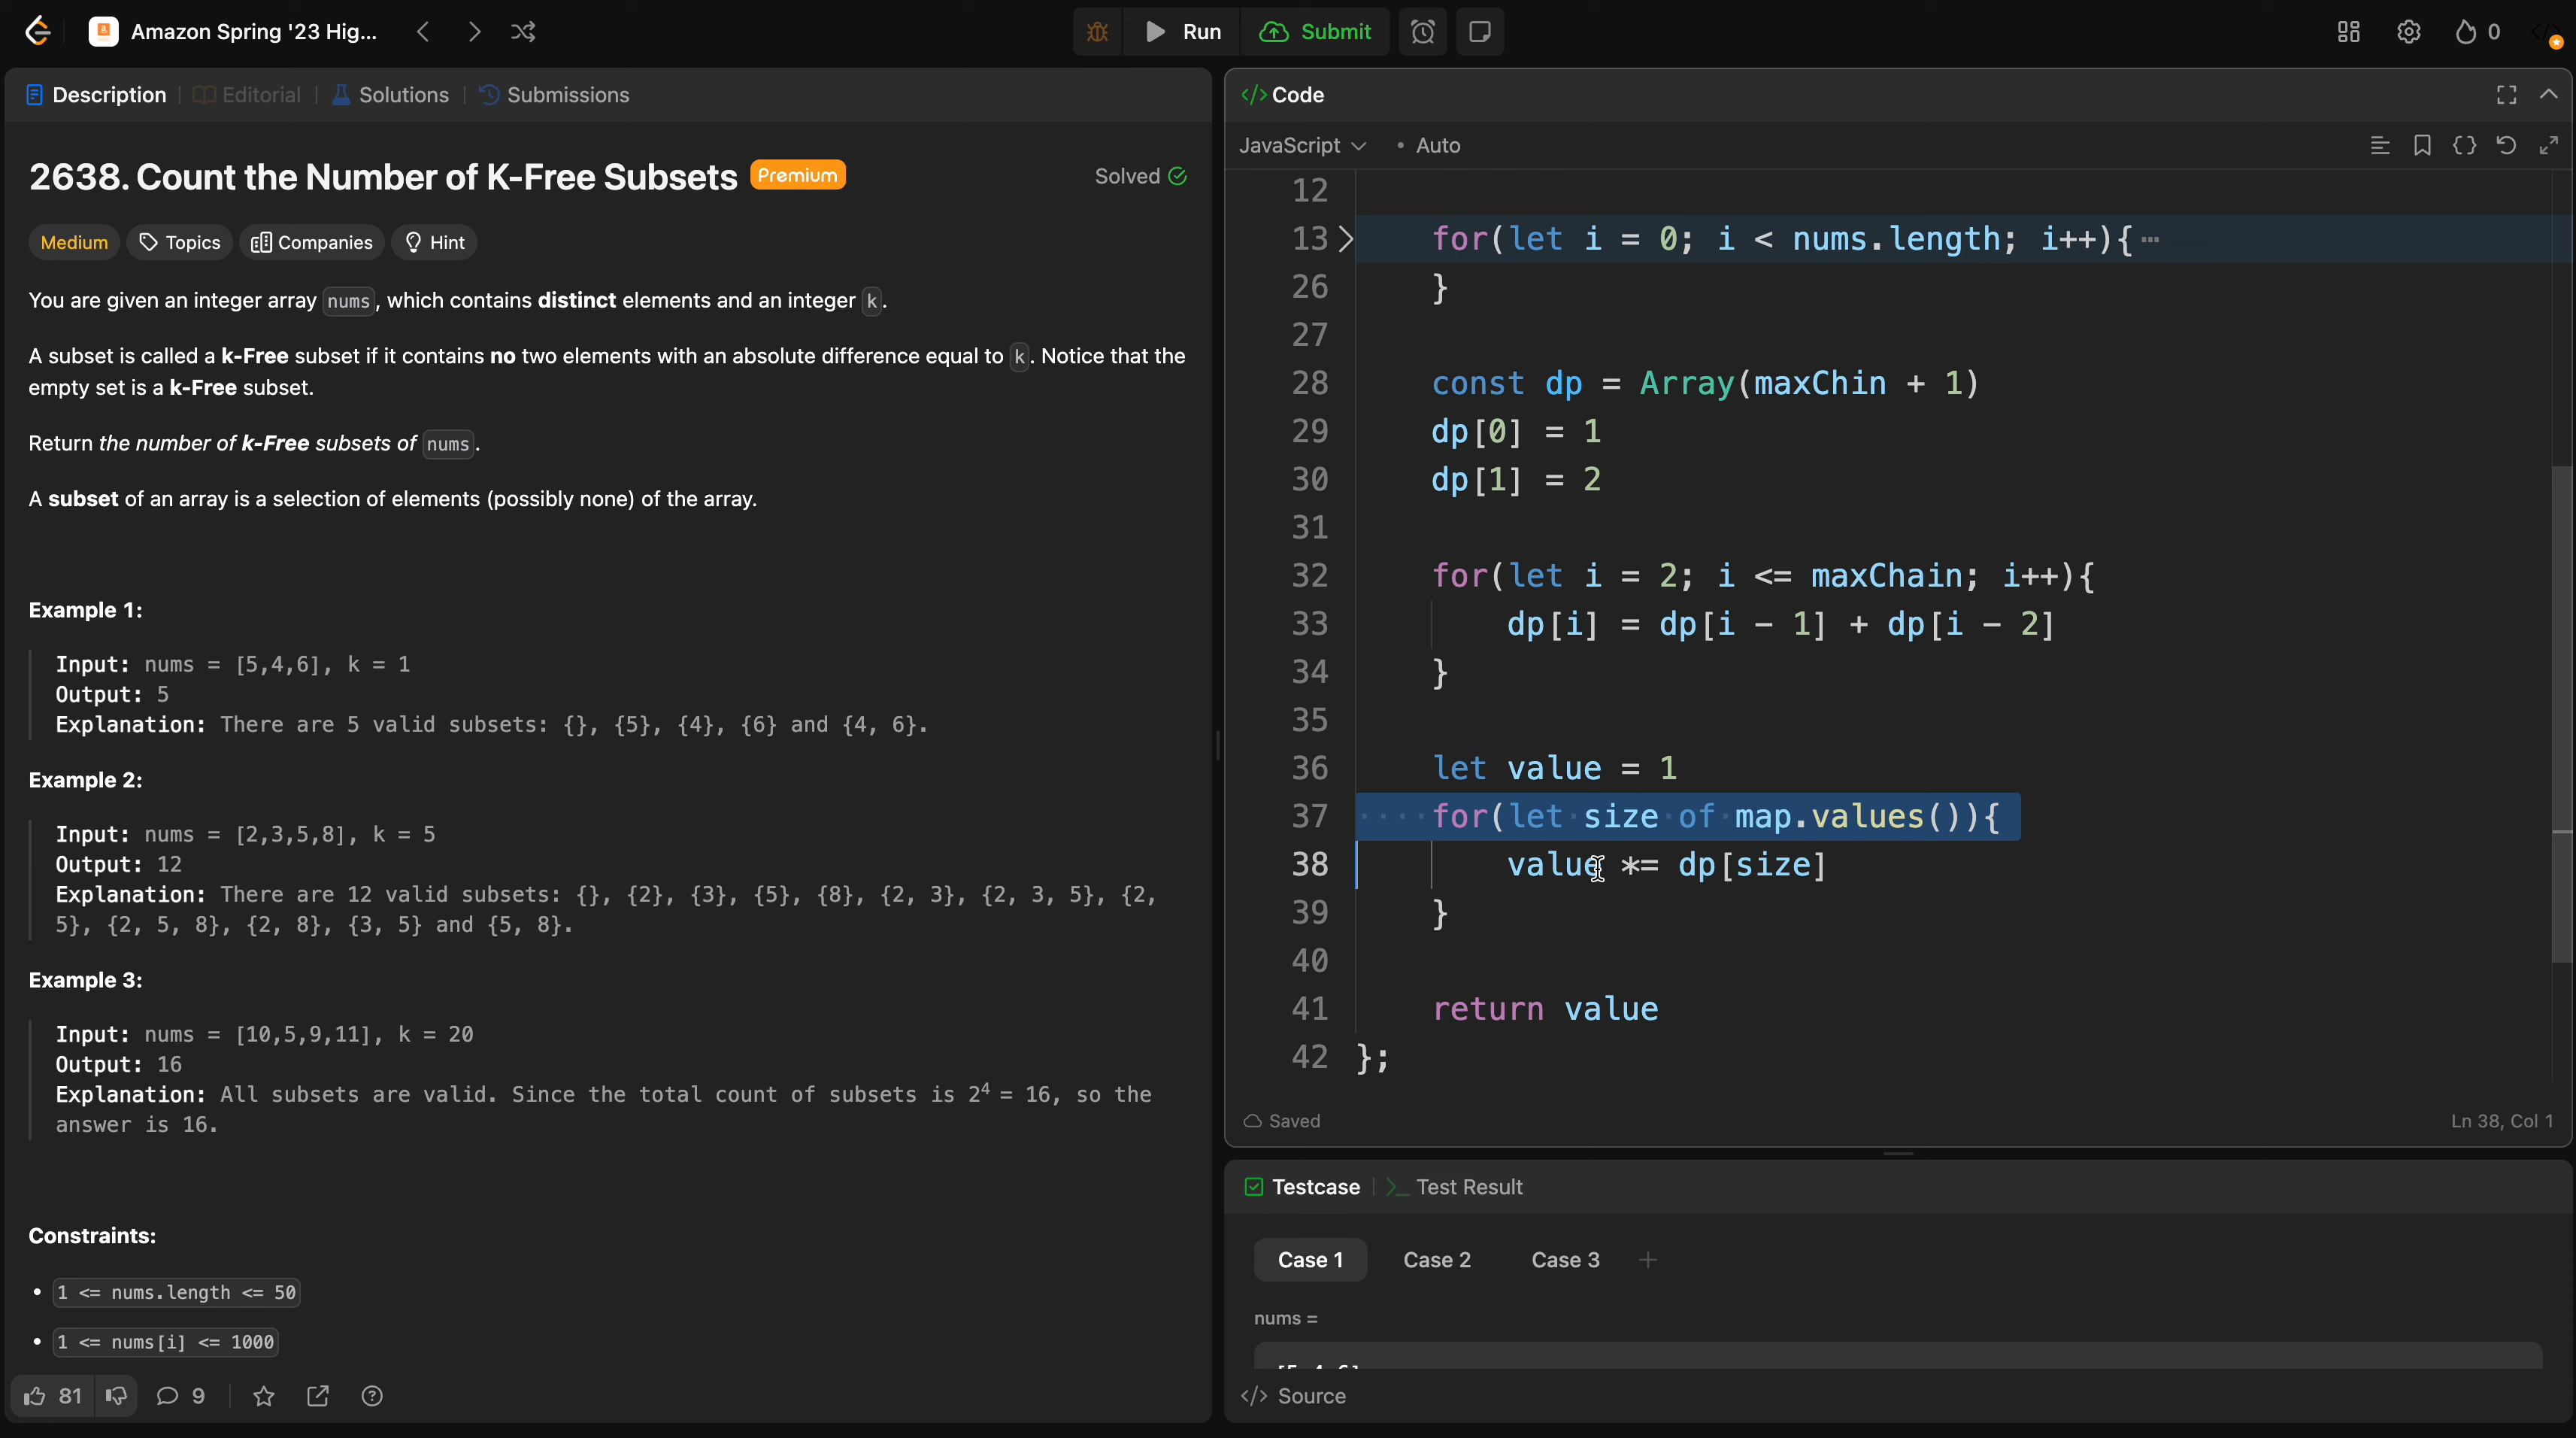 Amazon Spring '23 Hig...
Run
Submit
0
Description
Editorial
Solutions
Submissions
2638. Count the Number of K-Free Subsets
Premium
Solved
Medium
Topics
Companies
Hint
You are given an integer array nums, which contains distinct elements and an integer k.
A subset is called a k-Free subset if it contains no two elements with an absolute difference equal to k. Notice that the
empty set is a k-Free subset.
Return the number of k-Free subsets of nums.
A subset of an array is a selection of elements (possibly none) of the array.
Example 1:
Input: nums = [5,4,6], k = 1
Output: 5
Explanation: There are 5 valid subsets: {}, {5}, {4}, {6} and {4, 6}.
Example 2:
Input: nums = [2,3,5,8], k = 5
Output: 12
Explanation: There are 12 valid subsets: {}, {2}, {3}, {5}, {8}, {2, 3}, {2, 3, 5}, {2,
5}, {2, 5, 8}, {2, 8}, {3, 5} and {5, 8}.
Example 3:
Input: nums = [10,5,9,11], k = 20
Output: 16
Explanation: All subsets are valid. Since the total count of subsets is 2⁴ = 16, so the
answer is 16.
Constraints:
• 1 <= nums.length <= 50
• 1 <= nums[i] <= 1000
81
9
</> Code
JavaScript
• Auto
12
13 for(let i = 0; i < nums.length; i++){ ⋯
26 }
27
28 const dp = Array(maxChin + 1)
29 dp[0] = 1
30 dp[1] = 2
31
32 for(let i = 2; i <= maxChain; i++){
33 dp[i] = dp[i - 1] + dp[i - 2]
34 }
35
36 let value = 1
37 for(let size of map.values()){
38 value *= dp[size]
39 }
40
41 return value
42 };
Saved
Ln 38, Col 1
Testcase
>_ Test Result
Case 1
Case 2
Case 3
+
nums =
</> Source